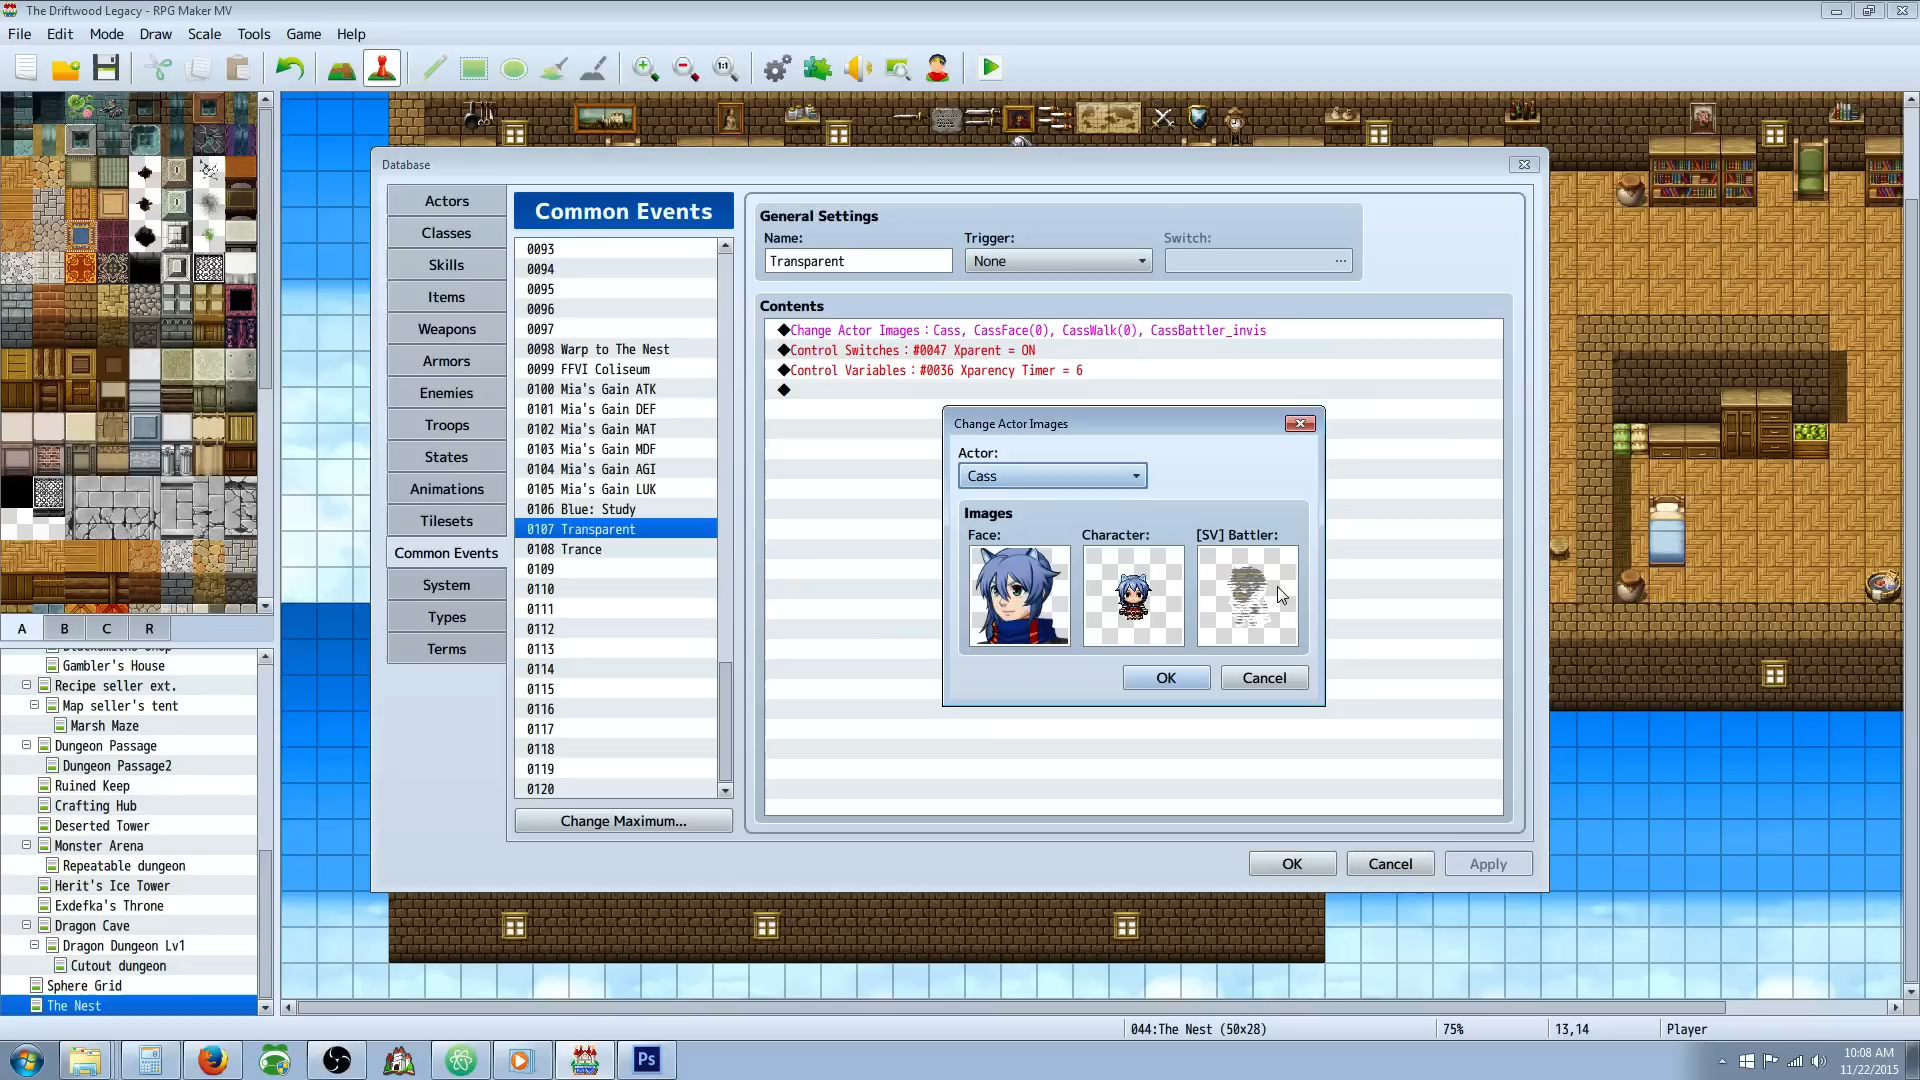 The Driftwood Legacy - RPG Maker MV
File Edit Mode Draw Scale Tools Game Help
1:1
Database
Actors
Classes
Skills
Items
Weapons
Armors
Enemies
Troops
States
Animations
Tilesets
Common Events
System
Types
Terms
Common Events
0093
0094
0095
0096
0097
0098 Warp to The Nest
0099 FFVI Coliseum
0100 Mia's Gain ATK
0101 Mia's Gain DEF
0102 Mia's Gain MAT
0103 Mia's Gain MDF
0104 Mia's Gain AGI
0105 Mia's Gain LUK
0106 Blue: Study
0107 Transparent
0108 Trance
0109
0110
0111
0112
0113
0114
0115
0116
0117
0118
0119
0120
Change Maximum...
General Settings
Name: Trigger: Switch:
Transparent None ...
Contents
◆Change Actor Images：Cass, CassFace(0), CassWalk(0), CassBattler_invis
◆Control Switches：#0047 Xparent = ON
◆Control Variables：#0036 Xparency Timer = 6
◆
Change Actor Images
Actor:
Cass
Images
Face: Character: [SV] Battler:
OK Cancel
OK Cancel Apply
A B C R
Gambler's House
Recipe seller ext.
Map seller's tent
Marsh Maze
Dungeon Passage
Dungeon Passage2
Ruined Keep
Crafting Hub
Deserted Tower
Monster Arena
Repeatable dungeon
Herit's Ice Tower
Exdefka's Throne
Dragon Cave
Dragon Dungeon Lv1
Cutout dungeon
Sphere Grid
The Nest
044:The Nest (50x28) 75% 13,14 Player
Ps
10:08 AM
11/22/2015